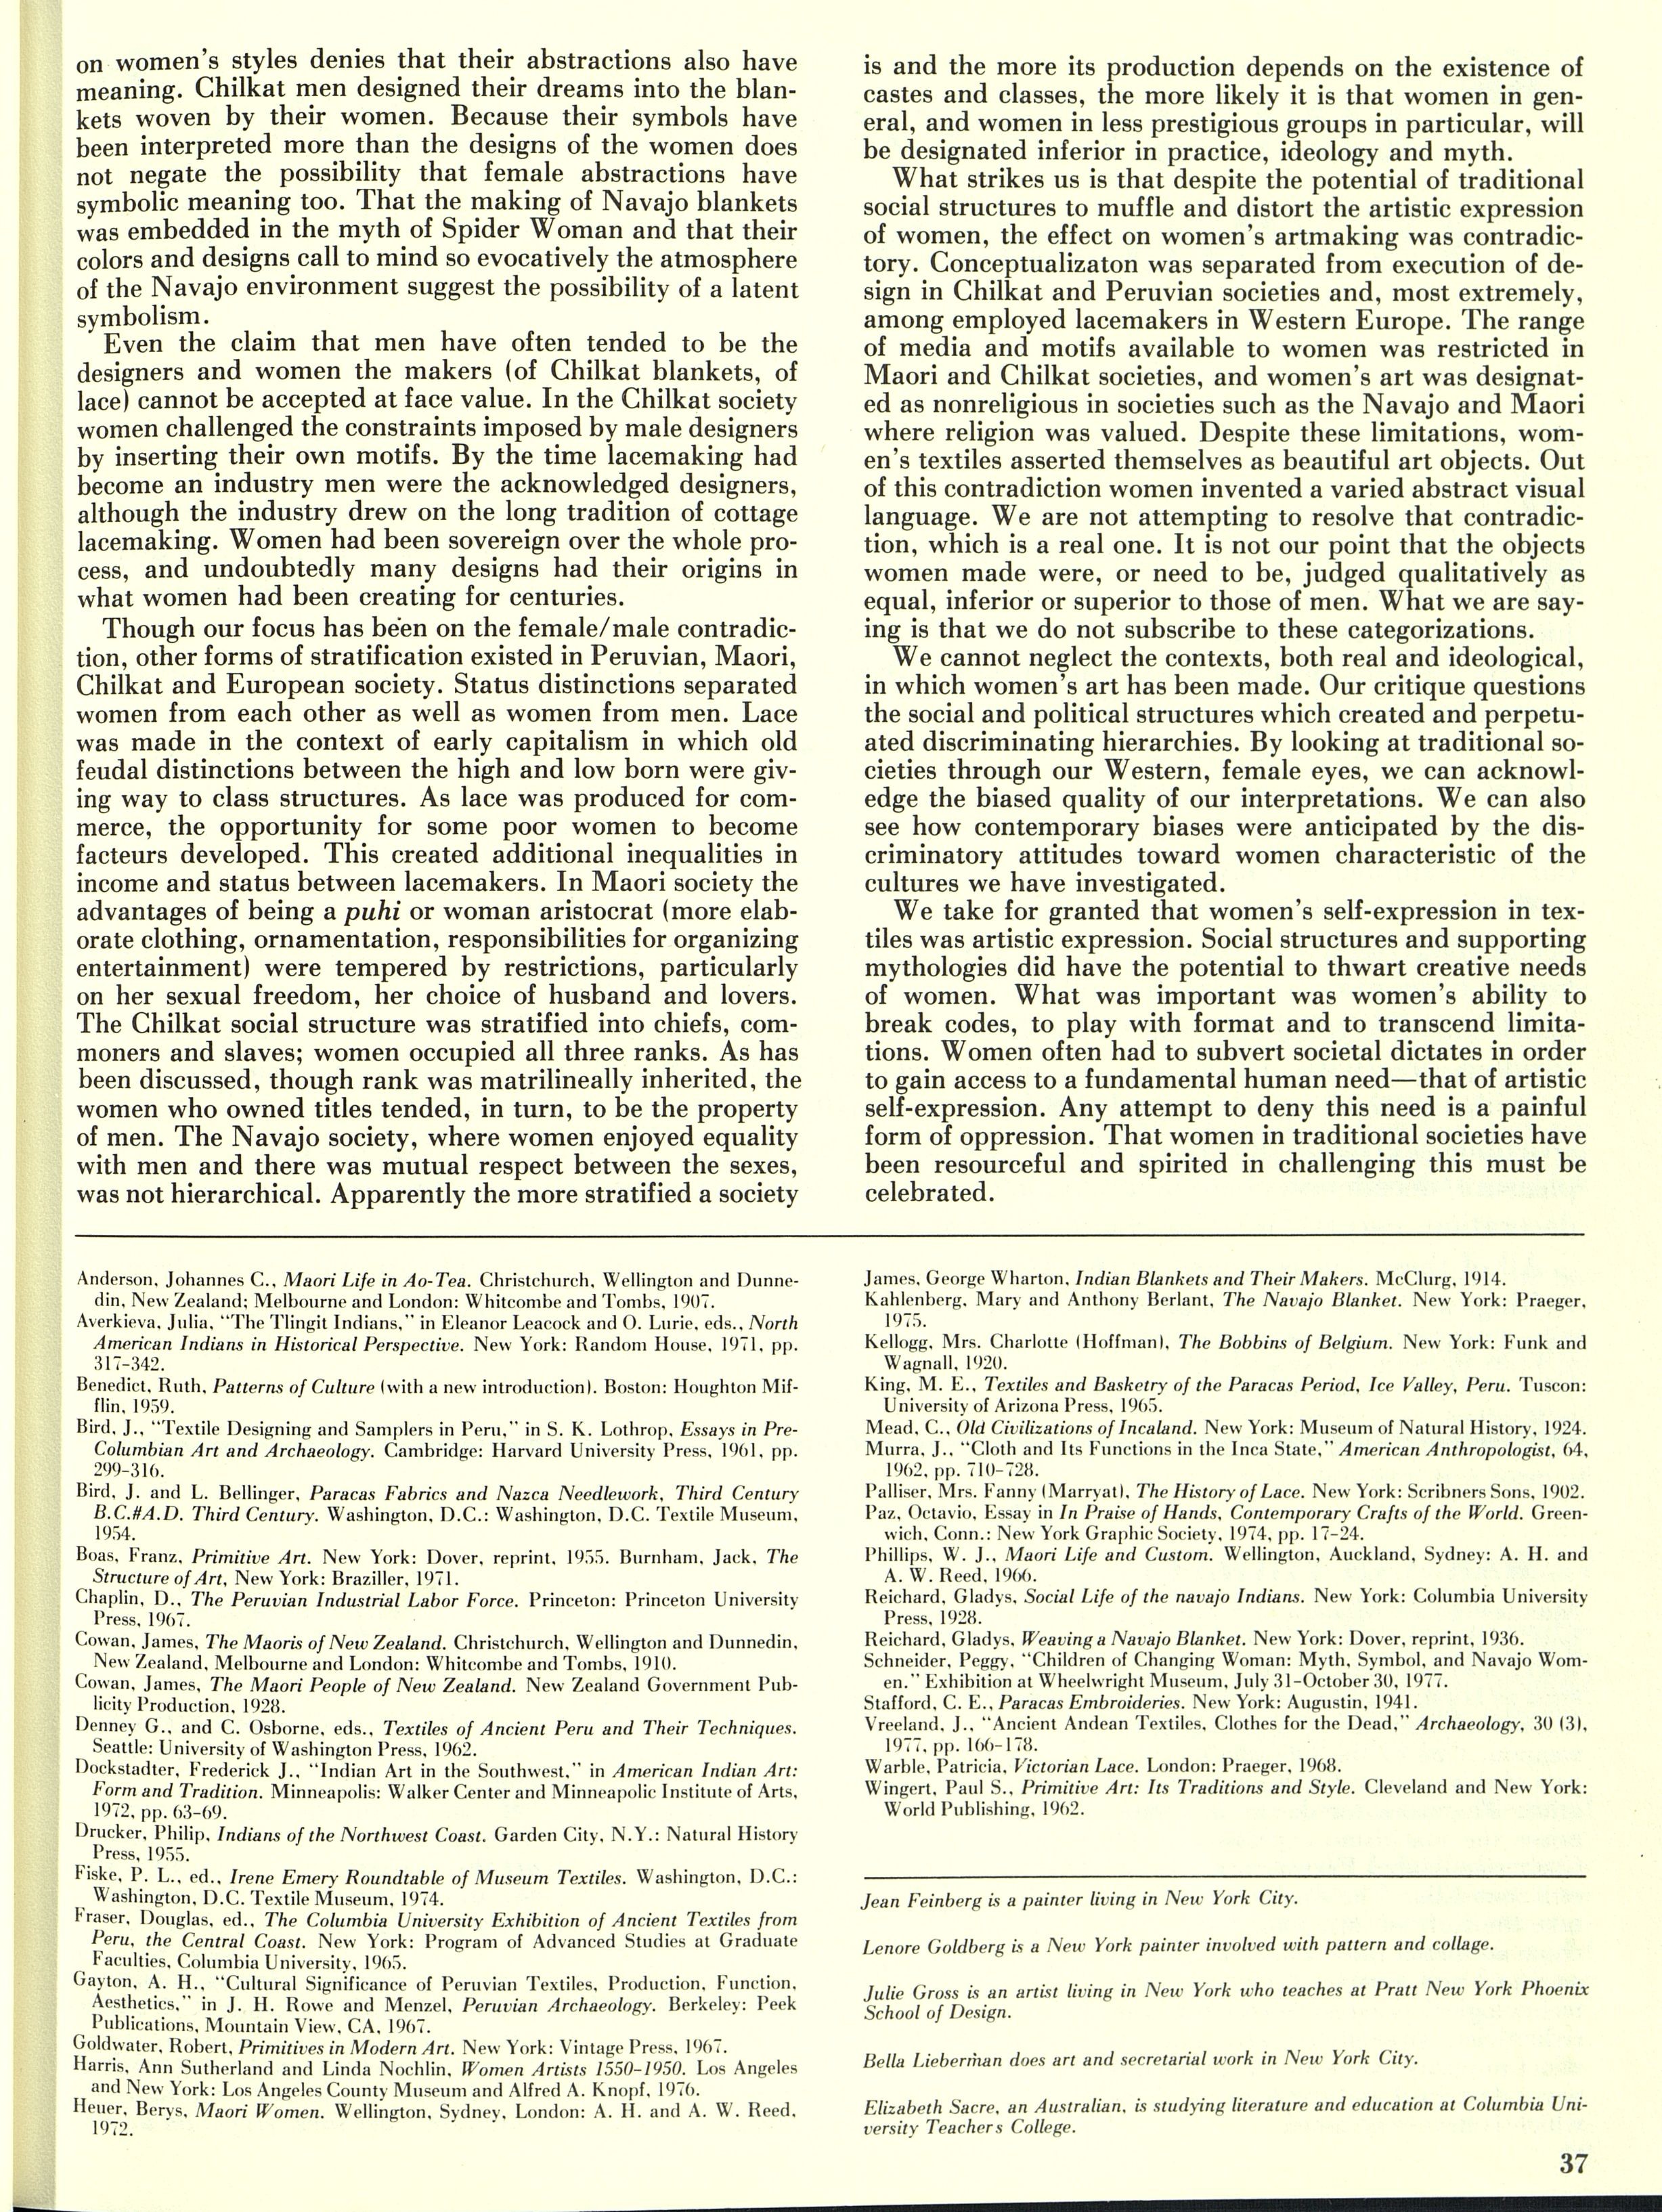 on women's styles denies that their abstractions also have
meaning. Chilkat men designed their dreams into the blan-
kets woven by their women. Because their symbols have
been interpreted more than the designs of the women does
not negate the possibility that female abstractions have
symbolic meaning too. That the making of Navajo blankets
was embedded in the myth of Spider Woman and that their
colors and designs call to mind so evocatively the atmosphere
of the Navajo environment suggest the possibility of a latent
symbolism.
Even the claim that men have often tended to be the
designers and women the makers (of Chilkat blankets, of
lace) cannot be accepted at face value. In the Chilkat society
women challenged the constraints imposed by male designers
by inserting their own motifs. By the time lacemaking had
become an industry men were the acknowledged designers,
although the industry drew on the long tradition of cottage
lacemaking. Women had been sovereign over the whole pro-
cess, and undoubtedly many designs had their origins in
what women had been creating for centuries.
Though our focus has been on the female/male contradic-
tion, other forms of stratification existed in Peruvian, Maori,
Chilkat and European society. Status distinctions separated
women from each other as well as women from men. Lace
was made in the context of early capitalism in which old
feudal distinctions between the high and low born were giv-
ing way to class structures. As lace was produced for com-
merce, the opportunity for some poor women to become
facteurs developed. This created additional inequalities in
income and status between lacemakers. In Maori society the
advantages of being a puhi or woman aristocrat (more elab-
orate clothing, ornamentation, responsibilities for organizing
entertainment) were tempered by restrictions, particularly
on her sexual freedom, her choice of husband and lovers.
The Chilkat social structure was stratified into chiefs, com-
moners and slaves; women occupied all three ranks. As has
been discussed, though rank was matrilineally inherited, the
women who owned titles tended, in turn, to be the property
of men. The Navajo society, where women enjoyed equality
with men and there was mutual respect between the sexes,
was not hierarchical. Apparently the more stratified a society
is and the more its production depends on the existence of
castes and classes, the more likely it is that women in gen-
eral, and women in less prestigious groups in particular, will
be designated inferior in practice, ideology and myth.
What strikes us is that despite the potential of traditional
social structures to muffle and distort the artistic expression
of women, the effect on women's artmaking was contradic-
tory. Conceptualizaton was separated from execution of de-
sign in Chilkat and Peruvian societies and, most extremely,
among employed lacemakers in Western Europe. The range
of media and motifs available to women was restricted in
Maori and Chilkat societies, and women's art was designat-
ed as nonreligious in societies such as the Navajo and Maori
where religion was valued. Despite these limitations, wom-
en's textiles asserted themselves as beautiful art objects. Out
of this contradiction women invented a varied abstract visual
language. We are not attempting to resolve that contradic-
tion, which is a real one. It is not our point that the objects
women made were, or need to be, judged qualitatively as
equal, inferior or superior to those of men. What we are say-
ing is that we do not subscribe to these categorizations.
We cannot neglect the contexts, both real and ideological,
in which women's art has been made. Our critique questions
the social and political structures which created and perpetu-
ated discriminating hierarchies. By looking at traditional so-
cieties through our Western, female eyes, we can acknowl-
edge the biased quality of our interpretations. We can also
see how contemporary biases were anticipated by the dis-
criminatory attitudes toward women characteristic of the
cultures we have investigated.
We take for granted that women's self-expression in tex-
tiles was artistic expression. Social structures and supporting
mythologies did have the potential to thwart creative needs
of women. What was important was women's ability to
break codes, to play with format and to transcend limita-
tions. Women often had to subvert societal dictates in order
to gain access to a fundamental human need—that of artistic
self-expression. Any attempt to deny this need is a painful
form of oppression. That women in traditional societies have
been resourceful and spirited in challenging this must be
celebrated.
Anderson, Johannes C., Maori Life in Ao-Tea. Christchurch, Wellington and Dunne-
din, New Zealand; Melbourne and London: Whitcombe and Tombs, 1907.
Averkieva, Julia, "The Tlingit Indians," in Eleanor Leacock and O. Lurie, eds., North
American Indians in Historical Perspective. New York: Random House, 1971, pp.
317-342.
Benedict, Ruth, Patterns of Culture (with a new introduction). Boston: Houghton Mif-
flin, 1959.
Bird, J., "Textile Designing and Samplers in Peru," in S. K. Lothrop, Essays in Pre-
Columbian Art and Archaeology. Cambridge: Harvard University Press, 1961, pp.
299-316.
Bird, J. and L. Bellinger, Paracas Fabrics and Nazca Needlework, Third Century
B.C.#A.D. Third Century. Washington, D.C.: Washington, D.C. Textile Museum,
1954.
Boas, Franz, Primitive Art. New York: Dover, reprint, 1955. Burnham, Jack, The
Structure of Art, New York: Braziller, 1971.
Chaplin, D., The Peruvian Industrial Labor Force. Princeton: Princeton University
Press, 1967.
Cowan, James, The Maoris of New Zealand. Christchurch, Wellington and Dunnedin,
New Zealand, Melbourne and London: Whitcombe and Tombs, 1910.
Cowan, James, The Maori People of New Zealand. New Zealand Government Pub-
licity Production, 1928.
Denney G., and C. Osborne, eds., Textiles of Ancient Peru and Their Techniques.
Seattle: University of Washington Press, 1962.
Dockstadter, Frederick J., "Indian Art in the Southwest," in American Indian Art:
Form and Tradition. Minneapolis: Walker Center and Minneapolic Institute of Arts,
1972, pp. 63-69.
Drucker, Philip, Indians of the Northwest Coast. Garden City, N.Y.: Natural History
Press, 1955.
Fiske, P. L., ed., Irene Emery Roundtable of Museum Textiles. Washington, D.C.:
Washington, D.C. Textile Museum, 1974.
Fraser, Douglas, ed., The Columbia University Exhibition of Ancient Textiles from
Peru, the Central Coast. New York: Program of Advanced Studies at Graduate
Faculties, Columbia University, 1965.
Gayton, A. H., "Cultural Significance of Peruvian Textiles, Production, Function,
Aesthetics," in J. H. Rowe and Menzel, Peruvian Archaeology. Berkeley: Peek
Publications, Mountain View, CA, 1967.
Goldwater, Robert, Primitives in Modern Art. New York: Vintage Press, 1967.
Harris, Ann Sutherland and Linda Nochlin, Women Artists 1550-1950. Los Angeles
and New York: Los Angeles County Museum and Alfred A. Knopf, 1976.
Heuer, Berys, Maori Women. Wellington, Sydney, London: A. H. and A. W. Reed,
1972.
James, George Wharton, Indian Blankets and Their Makers. McClurg, 1914.
Kahlenberg, Mary and Anthony Berlant, The Navajo Blanket. New York: Praeger,
1975.
Kellogg, Mrs. Charlotte (Hoffman), The Bobbins of Belgium. New York: Funk and
Wagnall, 1920.
King, M. E., Textiles and Basketry of the Paracas Period, Ice Valley, Peru. Tuscon:
University of Arizona Press, 1965.
Mead, C., Old Civilizations of Incaland. New York: Museum of Natural History, 1924.
Murra, J., "Cloth and Its Functions in the Inca State," American Anthropologist, 64,
1962, pp. 710-728.
Palliser, Mrs. Fanny (Marryat), The History of Lace. New York: Scribners Sons, 1902.
Paz, Octavio, Essay in In Praise of Hands, Contemporary Crafts of the World. Green-
wich, Conn.: New York Graphic Society, 1974, pp. 17-24.
Phillips, W. J., Maori Life and Custom. Wellington, Auckland, Sydney: A. H. and
A. W. Reed, 1966.
Reichard, Gladys, Social Life of the navajo Indians. New York: Columbia University
Press, 1928.
Reichard, Gladys, Weaving a Navajo Blanket. New York: Dover, reprint, 1936.
Schneider, Peggy, "Children of Changing Woman: Myth, Symbol, and Navajo Wom-
en." Exhibition at Wheelwright Museum, July 31-October 30, 1977.
Stafford, C. E., Paracas Embroideries. New York: Augustin, 1941.
Vreeland, J., "Ancient Andean Textiles, Clothes for the Dead," Archaeology, 30 (3),
1977, pp. 166-178.
Warble, Patricia, Victorian Lace. London: Praeger, 1968.
Wingert, Paul S., Primitive Art: Its Traditions and Style. Cleveland and New York:
World Publishing, 1962.
Jean Feinberg is a painter living in New York City.
Lenore Goldberg is a New York painter involved with pattern and collage.
Julie Gross is an artist living in New York who teaches at Pratt New York Phoenix
School of Design.
Bella Lieberman does art and secretarial work in New York City.
Elizabeth Sacre, an Australian, is studying literature and education at Columbia Uni-
versity Teachers College.
37